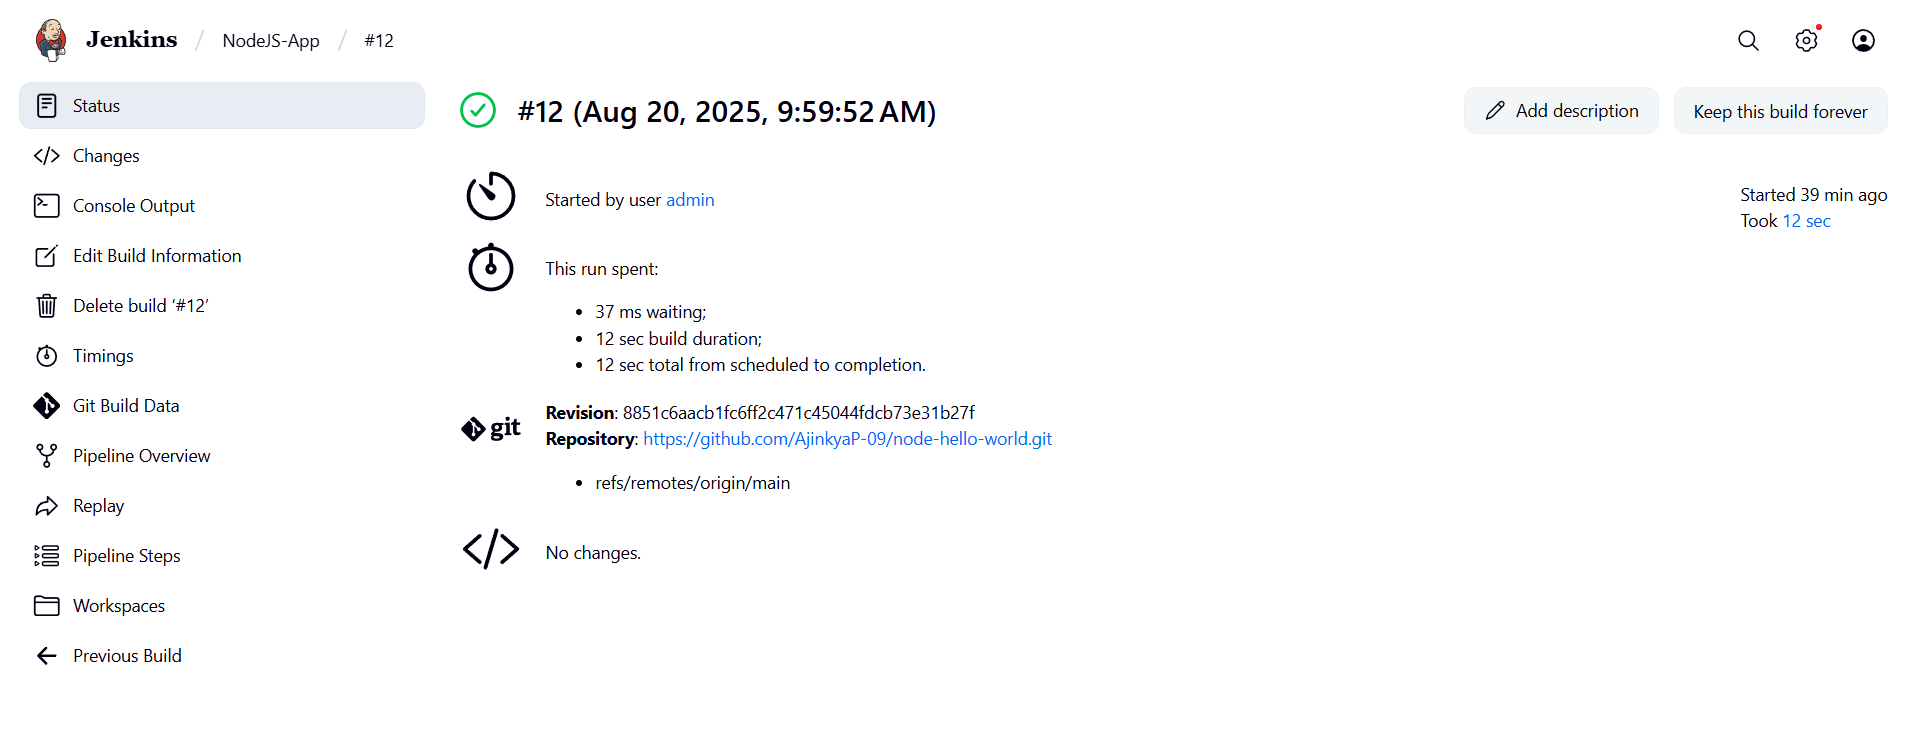 Jenkins / NodeJS-App / #12
Status
Changes
Console Output
Edit Build Information
Delete build ‘#12’
Timings
Git Build Data
Pipeline Overview
Replay
Pipeline Steps
Workspaces
Previous Build
#12 (Aug 20, 2025, 9:59:52 AM)
Add description
Keep this build forever
Started by user admin
Started 39 min ago
Took 12 sec
This run spent:
• 37 ms waiting;
• 12 sec build duration;
• 12 sec total from scheduled to completion.
git
Revision: 8851c6aacb1fc6ff2c471c45044fdcb73e31b27f
Repository: https://github.com/AjinkyaP-09/node-hello-world.git
• refs/remotes/origin/main
No changes.